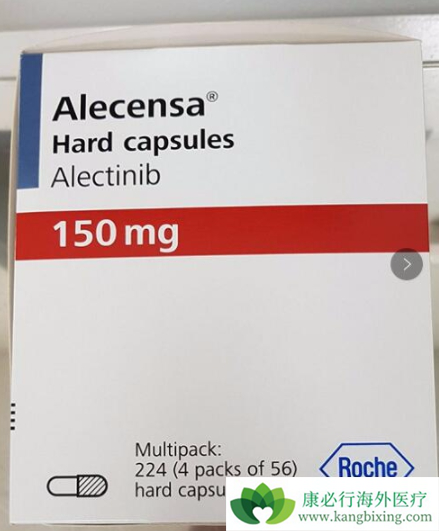 Alecensa®
Hard capsules
Alectinib
150 mg
Multipack:
224 (4 packs of 56)
hard capsu
Roche
康必行海外医疗
www.kangbixing.com